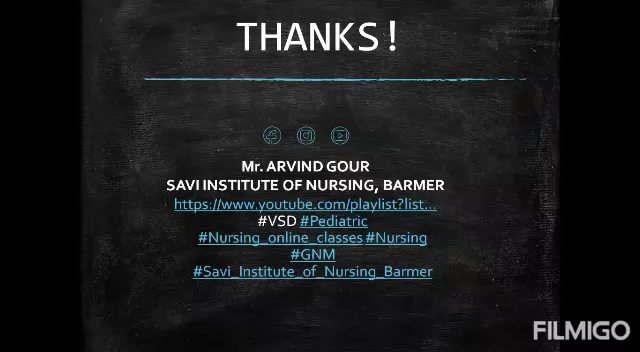 THANKS!
Mr. ARVIND GOUR
SAVI INSTITUTE OF NURSING, BARMER
https://www.youtube.com/playlist?list...
#VSD #Pediatric
#Nursing_online_classes #Nursing
#GNM
#Savi_Institute_of_Nursing_Barmer
FILMIGO